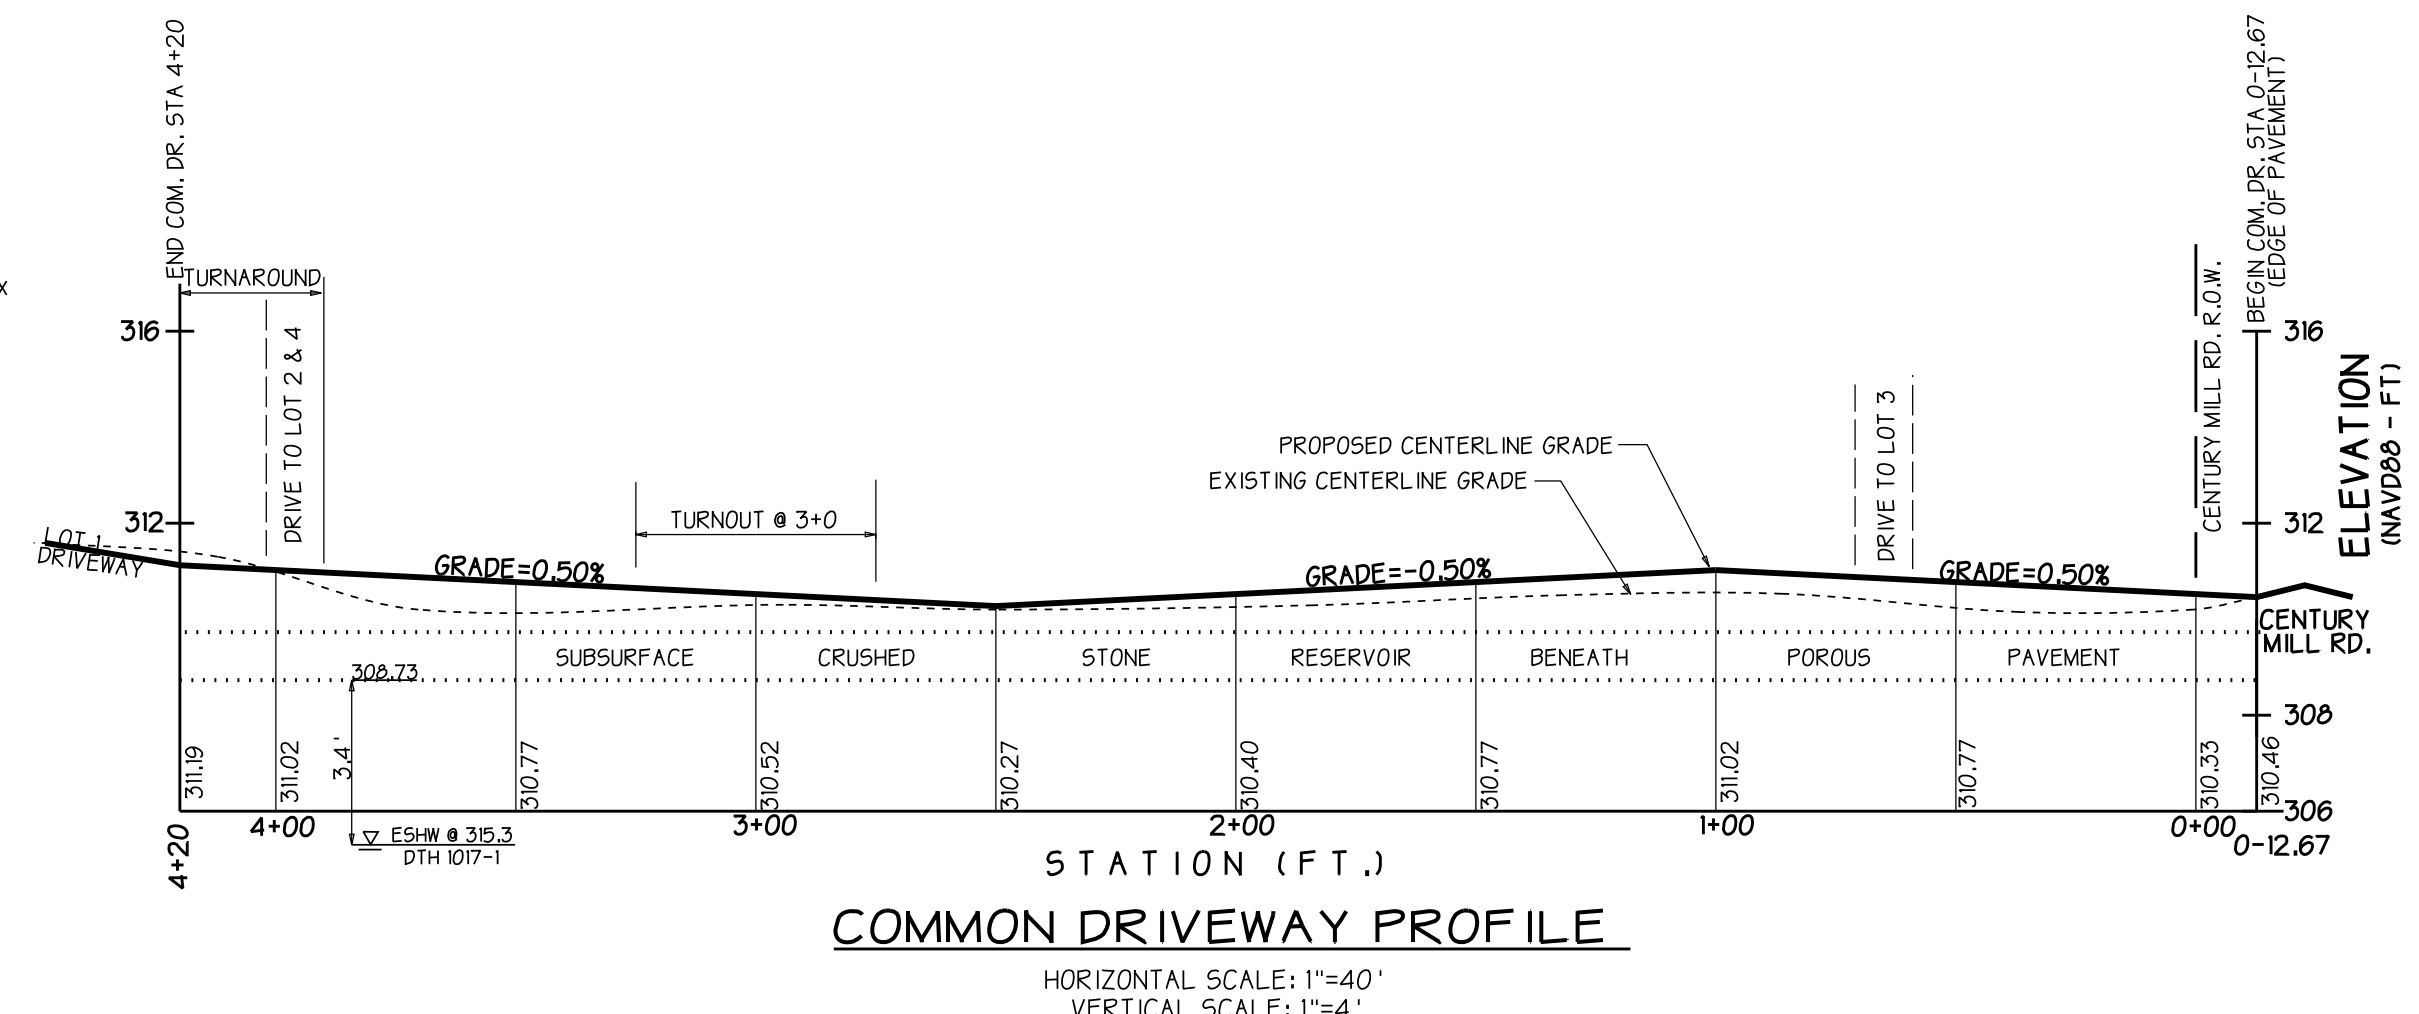 END COM. DR. STA 4+20
BEGIN COM. DR. STA 0-12.67
(EDGE OF PAVEMENT)
TURNAROUND
X
316
DRIVE TO LOT 2 & 4
CENTURY MILL RD. R.O.W.
316
ELEVATION
(NAVD88 - FT)
DRIVE TO LOT 3
PROPOSED CENTERLINE GRADE
EXISTING CENTERLINE GRADE
312
TURNOUT @ 3+0
312
LOT 1
DRIVEWAY
GRADE=0.50%
GRADE=-0.50%
GRADE=0.50%
CENTURY
MILL RD.
SUBSURFACE CRUSHED STONE RESERVOIR BENEATH POROUS PAVEMENT
308.73
308
3.4'
311.19
311.02
310.77
310.52
310.27
310.40
310.77
311.02
310.77
310.33
310.46
306
4+20
4+00
3+00
2+00
1+00
0+00
0-12.67
ESHW @ 315.3
DTH 1017-1
STATION (FT.)
COMMON DRIVEWAY PROFILE
HORIZONTAL SCALE: 1"=40'
VERTICAL SCALE: 1"=4'